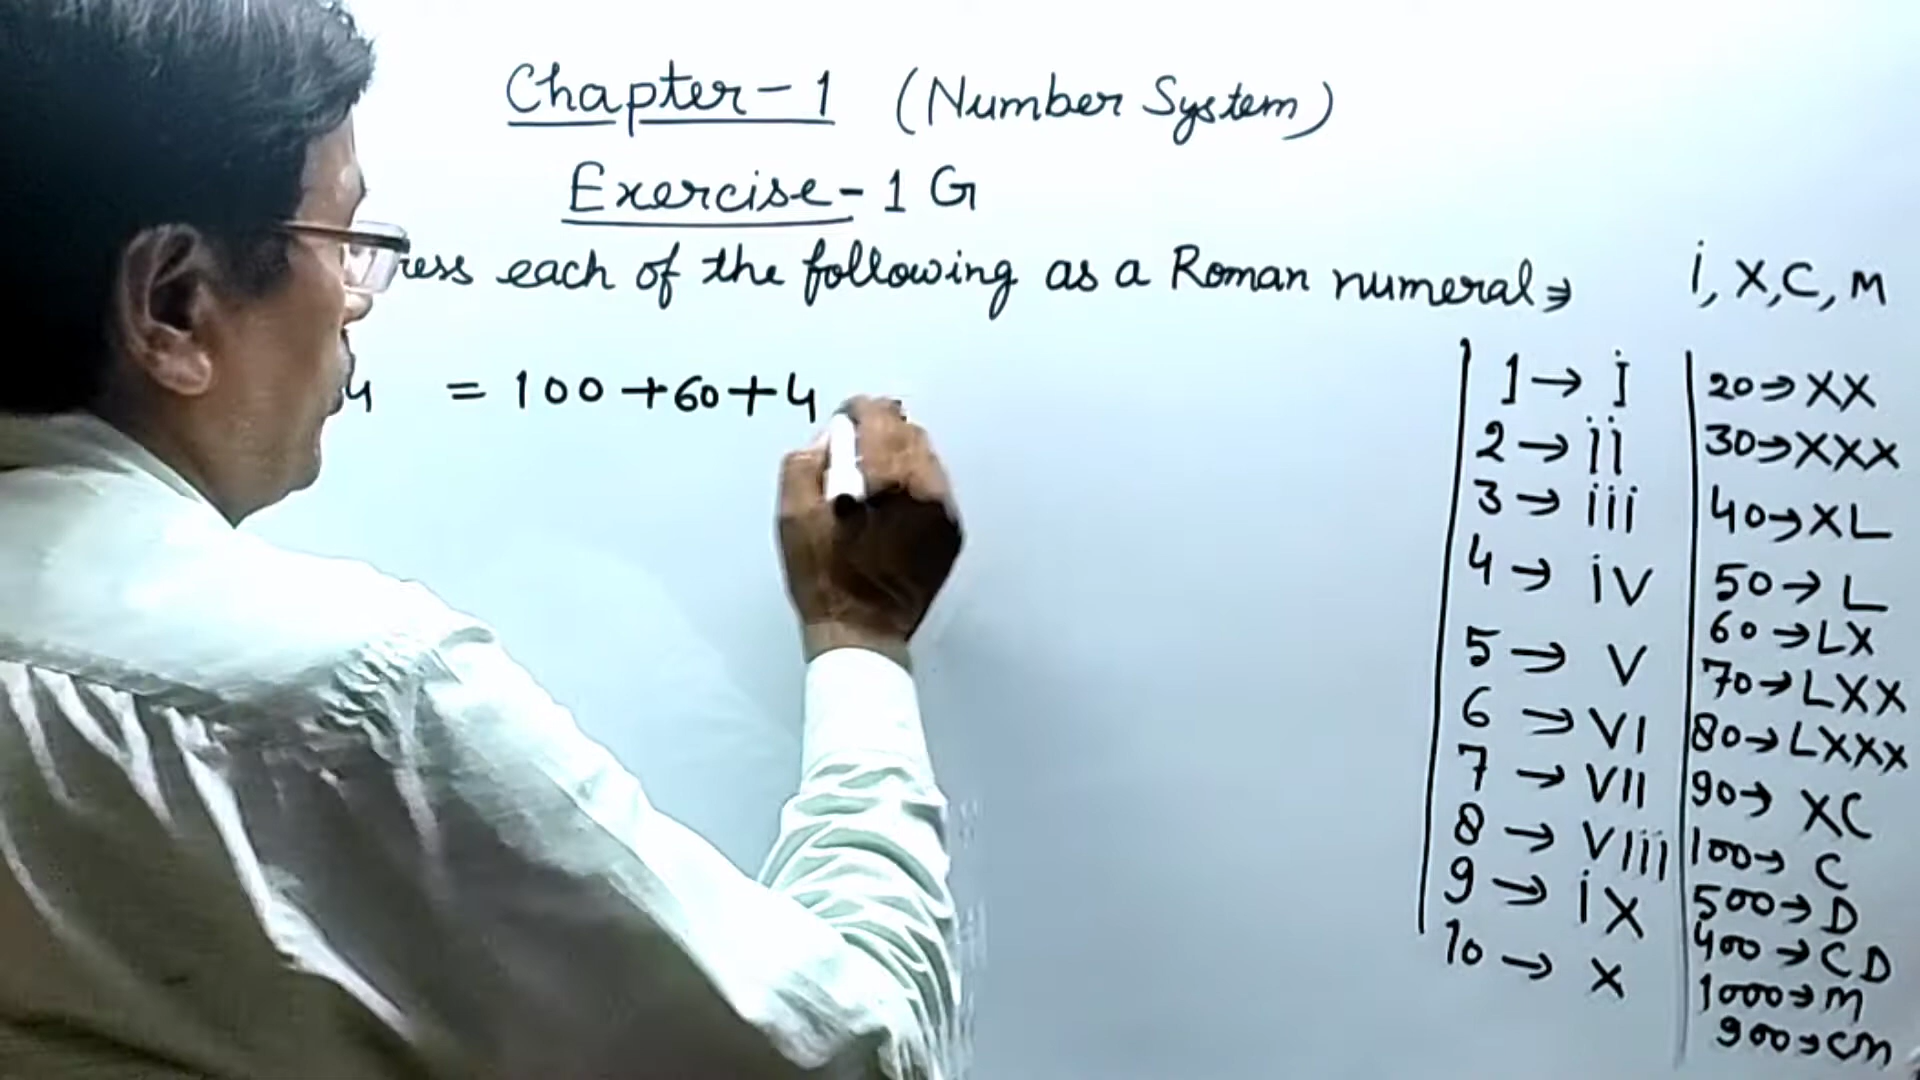 Chapter-1 (Number System)
Exercise-1 G
each of the following as a Roman numeral⇒
i, X, C, M
4 = 100+60+4
1→ i
2→ ii
3→ iii
4→ iv
5→ V
6→ VI
7→ VII
8→ Viii
9→ iX
10→ X
20→XX
30→XXX
40→XL
50→L
60→LX
70→LXX
80→LXXX
90→ XC
100→ C
500→D
400→CD
1000→M
900→CM